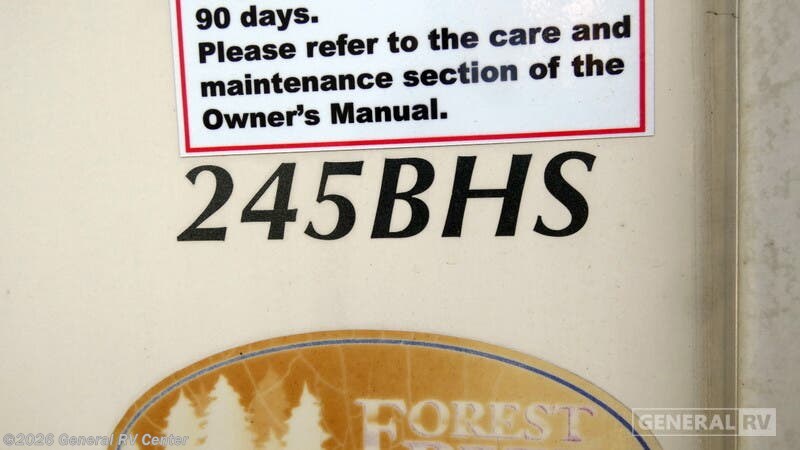 90 days.
Please refer to the care and
maintenance section of the
Owner's Manual.
245BHS
FOREST
GENERAL RV
©2026 General RV Center